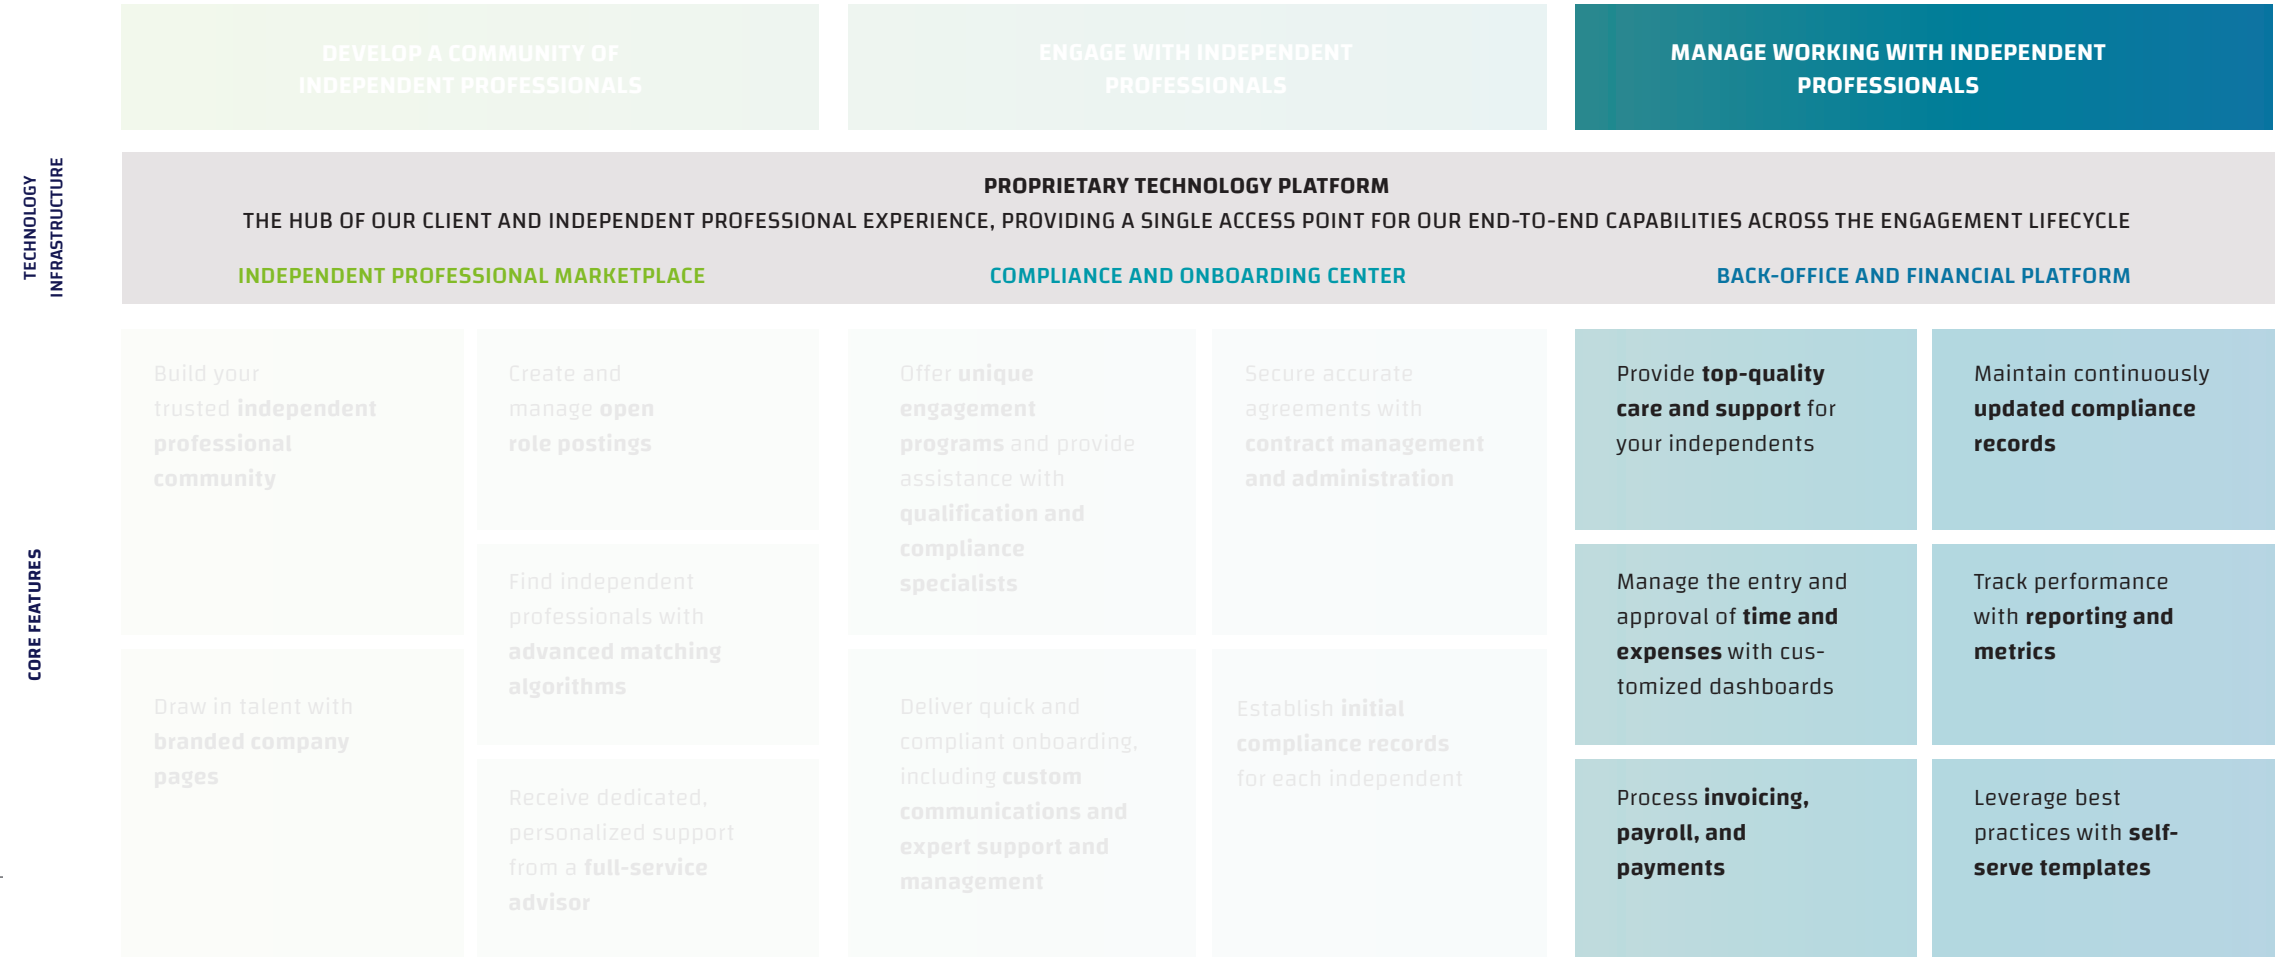 DEVELOP A COMMUNITY OF
INDEPENDENT PROFESSIONALS
ENGAGE WITH INDEPENDENT
PROFESSIONALS
MANAGE WORKING WITH INDEPENDENT
PROFESSIONALS
TECHNOLOGY
INFRASTRUCTURE
PROPRIETARY TECHNOLOGY PLATFORM
THE HUB OF OUR CLIENT AND INDEPENDENT PROFESSIONAL EXPERIENCE, PROVIDING A SINGLE ACCESS POINT FOR OUR END-TO-END CAPABILITIES ACROSS THE ENGAGEMENT LIFECYCLE
INDEPENDENT PROFESSIONAL MARKETPLACE
COMPLIANCE AND ONBOARDING CENTER
BACK-OFFICE AND FINANCIAL PLATFORM
CORE FEATURES
Build your
trusted independent
professional
community
Draw in talent with
branded company
pages
Create and
manage open
role postings
Find independent
professionals with
advanced matching
algorithms
Receive dedicated,
personalized support
from a full-service
advisor
Offer unique
engagement
programs and provide
assistance with
qualification and
compliance
specialists
Deliver quick and
compliant onboarding,
including custom
communications and
expert support and
management
Secure accurate
agreements with
contract management
and administration
Establish initial
compliance records
for each independent
Provide top-quality
care and support for
your independents
Manage the entry and
approval of time and
expenses with cus-
tomized dashboards
Process invoicing,
payroll, and
payments
Maintain continuously
updated compliance
records
Track performance
with reporting and
metrics
Leverage best
practices with self-
serve templates